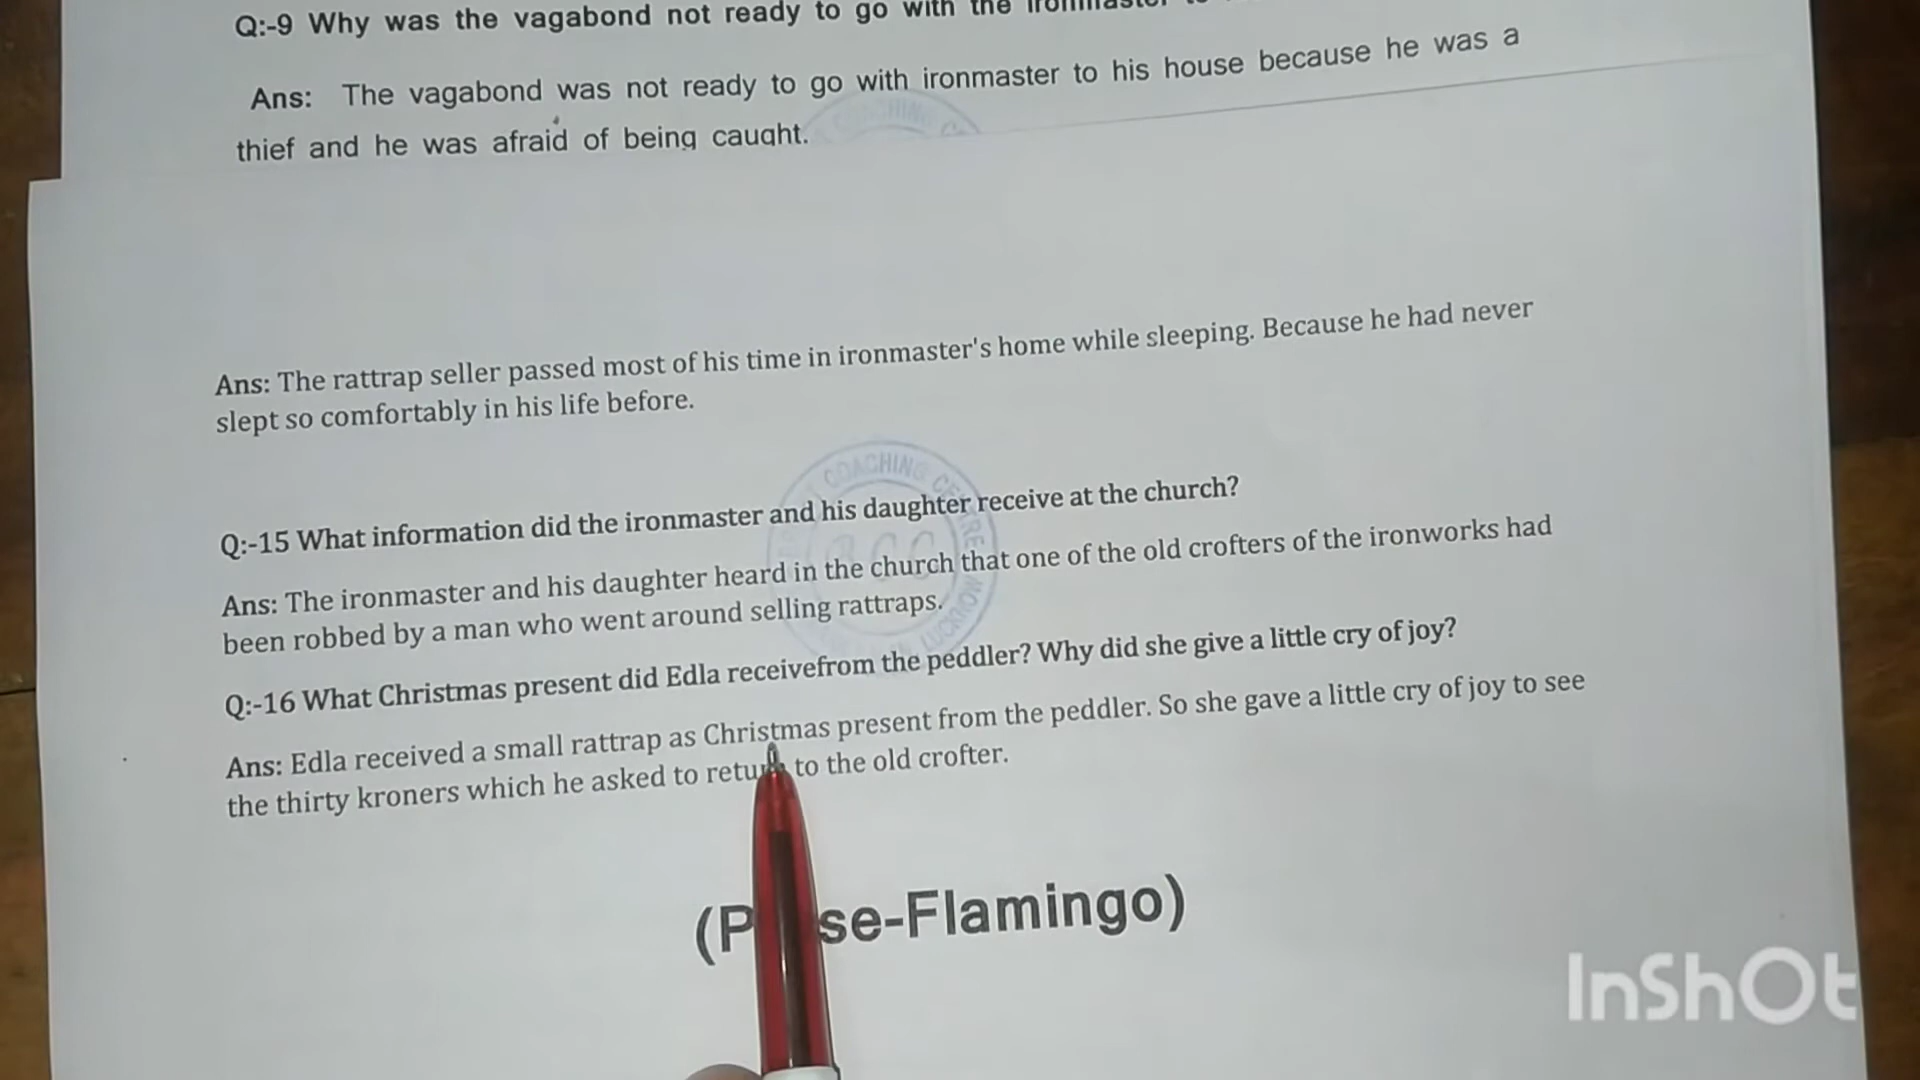 Q:-9 Why was the vagabond not ready to go with the
Ans: The vagabond was not ready to go with ironmaster to his house because he was a
thief and he was afraid of being caught.
Ans: The rattrap seller passed most of his time in ironmaster's home while sleeping. Because he had never
slept so comfortably in his life before.
COACHING CENTRE
LUCKNOW
Q:-15 What information did the ironmaster and his daughter receive at the church?
Ans: The ironmaster and his daughter heard in the church that one of the old crofters of the ironworks had
been robbed by a man who went around selling rattraps.
Q:-16 What Christmas present did Edla receivefrom the peddler? Why did she give a little cry of joy?
Ans: Edla received a small rattrap as Christmas present from the peddler. So she gave a little cry of joy to see
the thirty kroners which he asked to return to the old crofter.
(P se-Flamingo)
InShOt